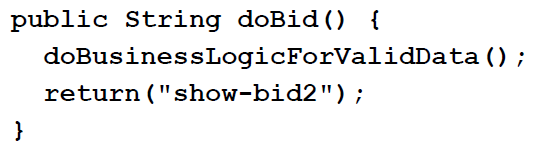 public String doBid() {
  doBusinessLogicForValidData();
  return("show-bid2");
}